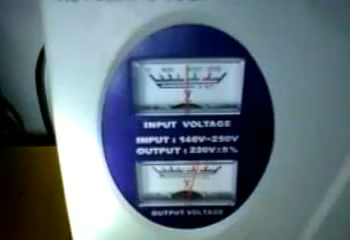 INPUT VOLTAGE
INPUT : 140V~250V
OUTPUT : 220V±5%
OUTPUT VOLTAGE